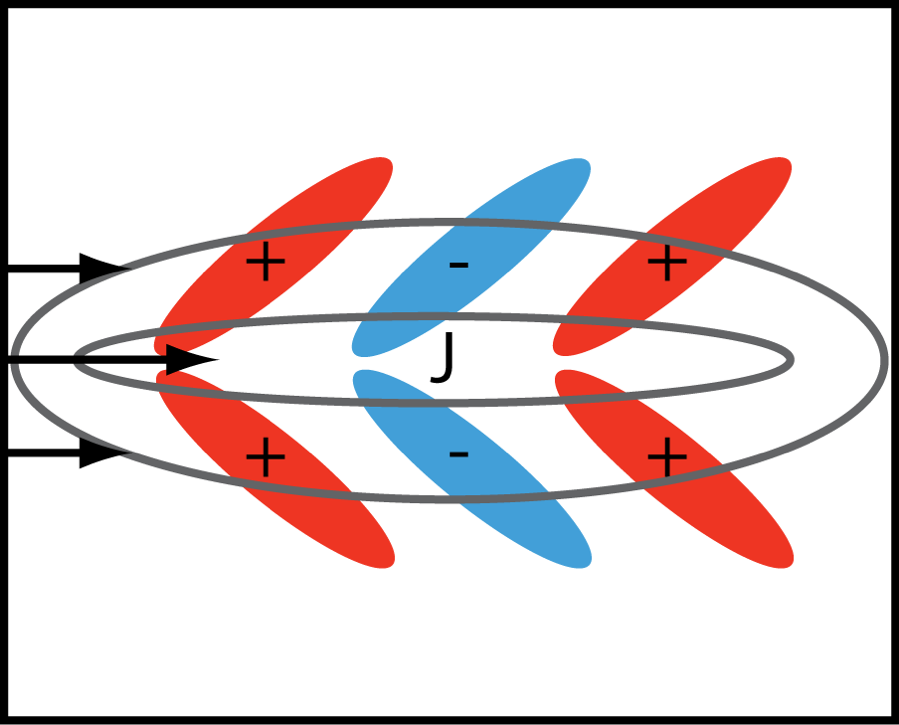 + - +
J
+ - +